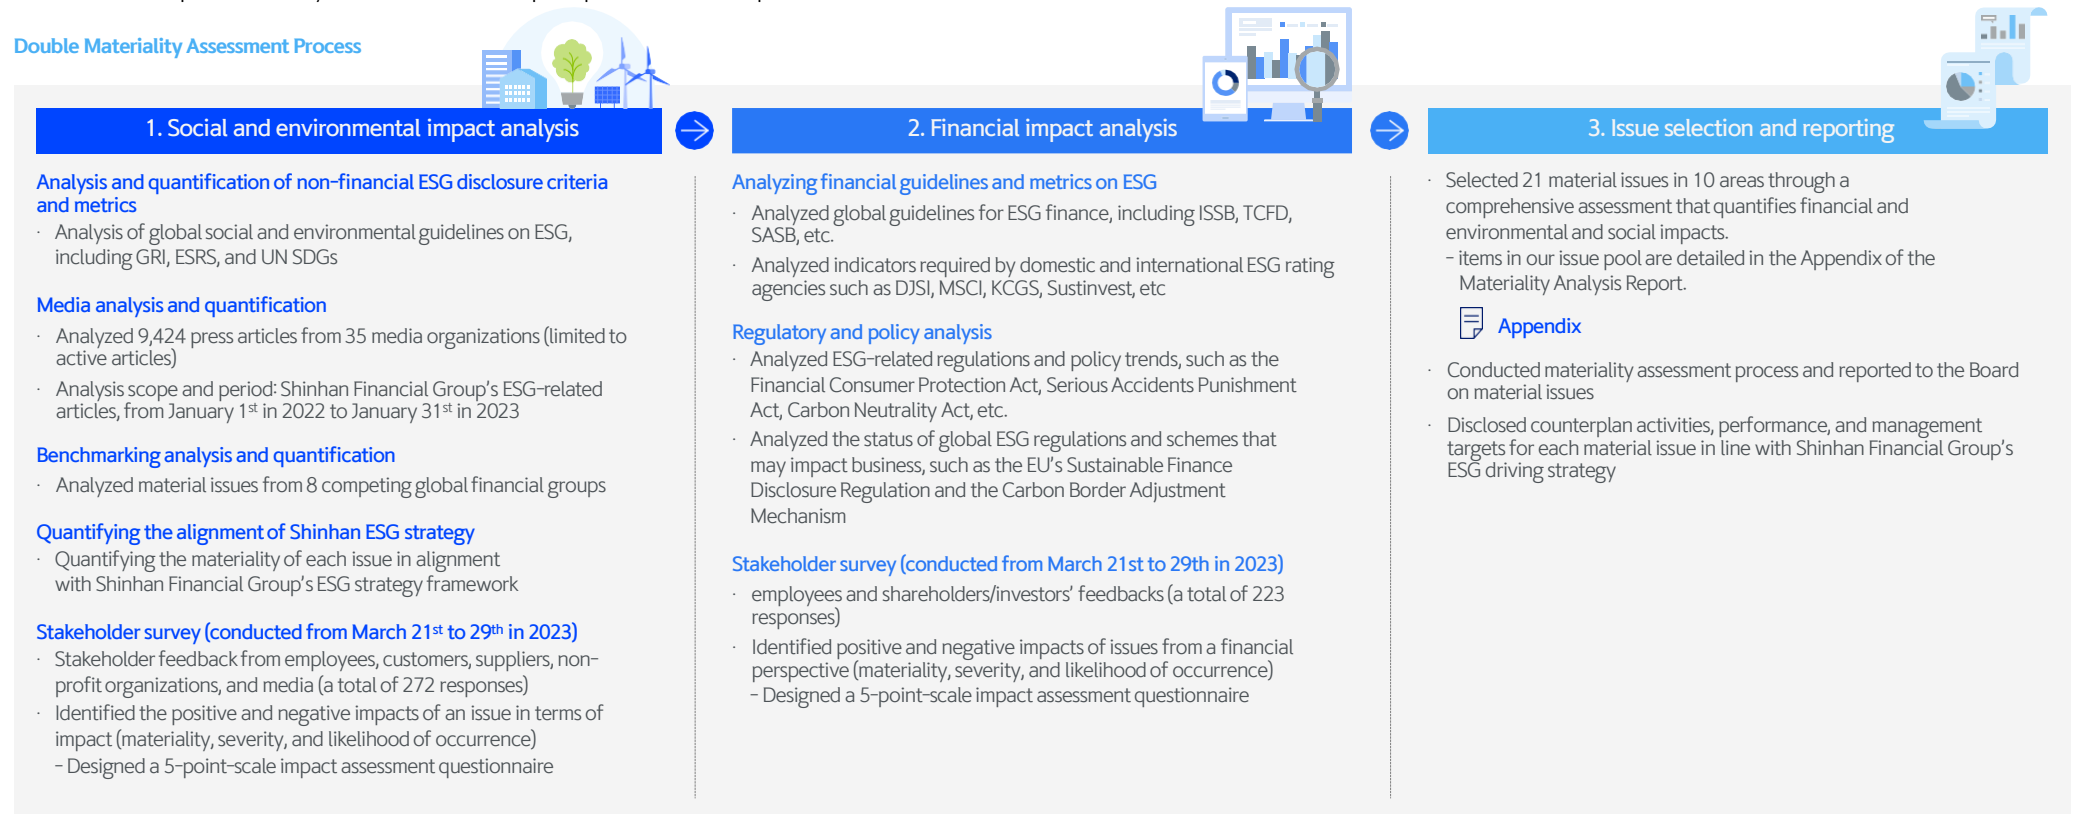 Double Materiality Assessment Process
1. Social and environmental impact analysis
Analysis and quantification of non-financial ESG disclosure criteria
and metrics
· Analysis of global social and environmental guidelines on ESG,
including GRI, ESRS, and UN SDGs
Media analysis and quantification
· Analyzed 9,424 press articles from 35 media organizations (limited to
active articles)
· Analysis scope and period: Shinhan Financial Group's ESG-related
articles, from January 1st in 2022 to January 31st in 2023
Benchmarking analysis and quantification
· Analyzed material issues from 8 competing global financial groups
Quantifying the alignment of Shinhan ESG strategy
· Quantifying the materiality of each issue in alignment
with Shinhan Financial Group's ESG strategy framework
Stakeholder survey (conducted from March 21st to 29th in 2023)
· Stakeholder feedback from employees, customers, suppliers, non-
profit organizations, and media (a total of 272 responses)
· Identified the positive and negative impacts of an issue in terms of
impact (materiality, severity, and likelihood of occurrence)
- Designed a 5-point-scale impact assessment questionnaire
2. Financial impact analysis
Analyzing financial guidelines and metrics on ESG
· Analyzed global guidelines for ESG finance, including ISSB, TCFD,
SASB, etc.
· Analyzed indicators required by domestic and international ESG rating
agencies such as DJSI, MSCI, KCGS, Sustinvest, etc
Regulatory and policy analysis
· Analyzed ESG-related regulations and policy trends, such as the
Financial Consumer Protection Act, Serious Accidents Punishment
Act, Carbon Neutrality Act, etc.
· Analyzed the status of global ESG regulations and schemes that
may impact business, such as the EU's Sustainable Finance
Disclosure Regulation and the Carbon Border Adjustment
Mechanism
Stakeholder survey (conducted from March 21st to 29th in 2023)
· employees and shareholders/investors' feedbacks (a total of 223
responses)
· Identified positive and negative impacts of issues from a financial
perspective (materiality, severity, and likelihood of occurrence)
- Designed a 5-point-scale impact assessment questionnaire
3. Issue selection and reporting
· Selected 21 material issues in 10 areas through a
comprehensive assessment that quantifies financial and
environmental and social impacts.
- items in our issue pool are detailed in the Appendix of the
Materiality Analysis Report.
Appendix
· Conducted materiality assessment process and reported to the Board
on material issues
· Disclosed counterplan activities, performance, and management
targets for each material issue in line with Shinhan Financial Group's
ESG driving strategy